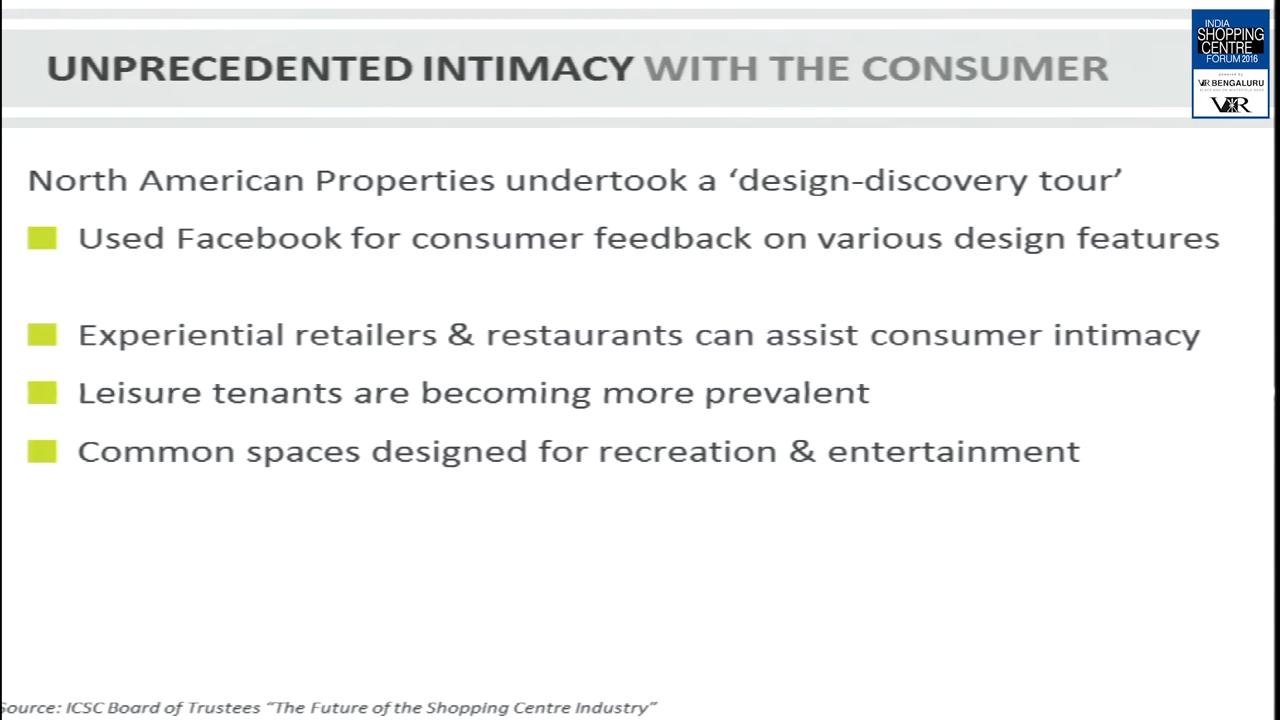 UNPRECEDENTED INTIMACY WITH THE CONSUMER
INDIA
SHOPPING
CENTRE
FORUM 2016
powered by
VR BENGALURU
VR
North American Properties undertook a ‘design-discovery tour’
Used Facebook for consumer feedback on various design features
Experiential retailers & restaurants can assist consumer intimacy
Leisure tenants are becoming more prevalent
Common spaces designed for recreation & entertainment
Source: ICSC Board of Trustees “The Future of the Shopping Centre Industry”